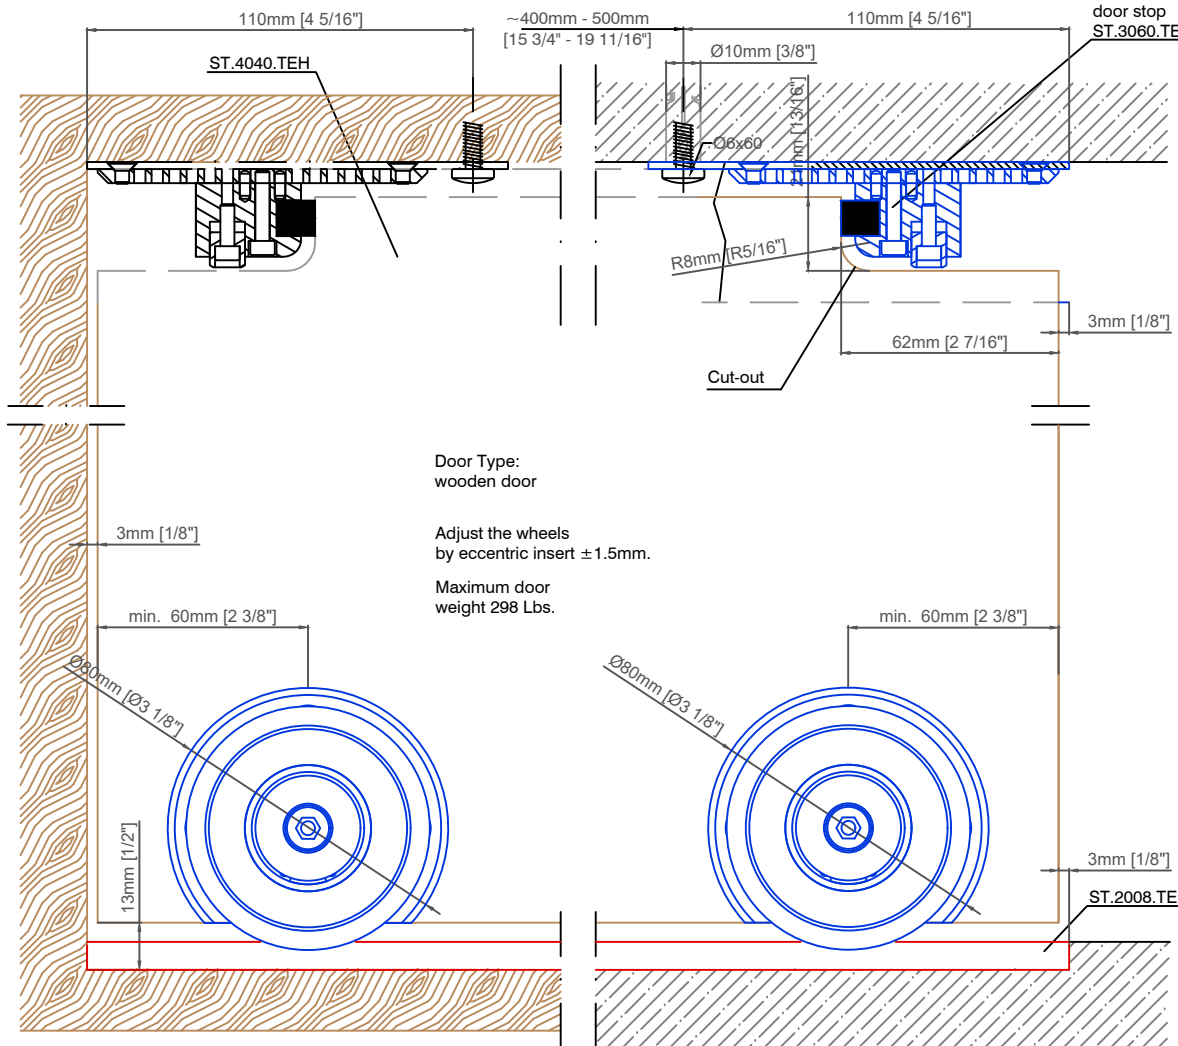 110mm [4 5/16"]
~400mm - 500mm
[15 3/4" - 19 11/16"]
110mm [4 5/16"]
door stop
ST.3060.TE
ST.4040.TEH
Ø10mm [3/8"]
Ø6x60
21mm [13/16"]
R8mm [R5/16"]
3mm [1/8"]
62mm [2 7/16"]
Cut-out
Door Type:
wooden door
Adjust the wheels
by eccentric insert ±1.5mm.
Maximum door
weight 298 Lbs.
3mm [1/8"]
min. 60mm [2 3/8"]
min. 60mm [2 3/8"]
Ø80mm [Ø3 1/8"]
Ø80mm [Ø3 1/8"]
13mm [1/2"]
3mm [1/8"]
ST.2008.TE